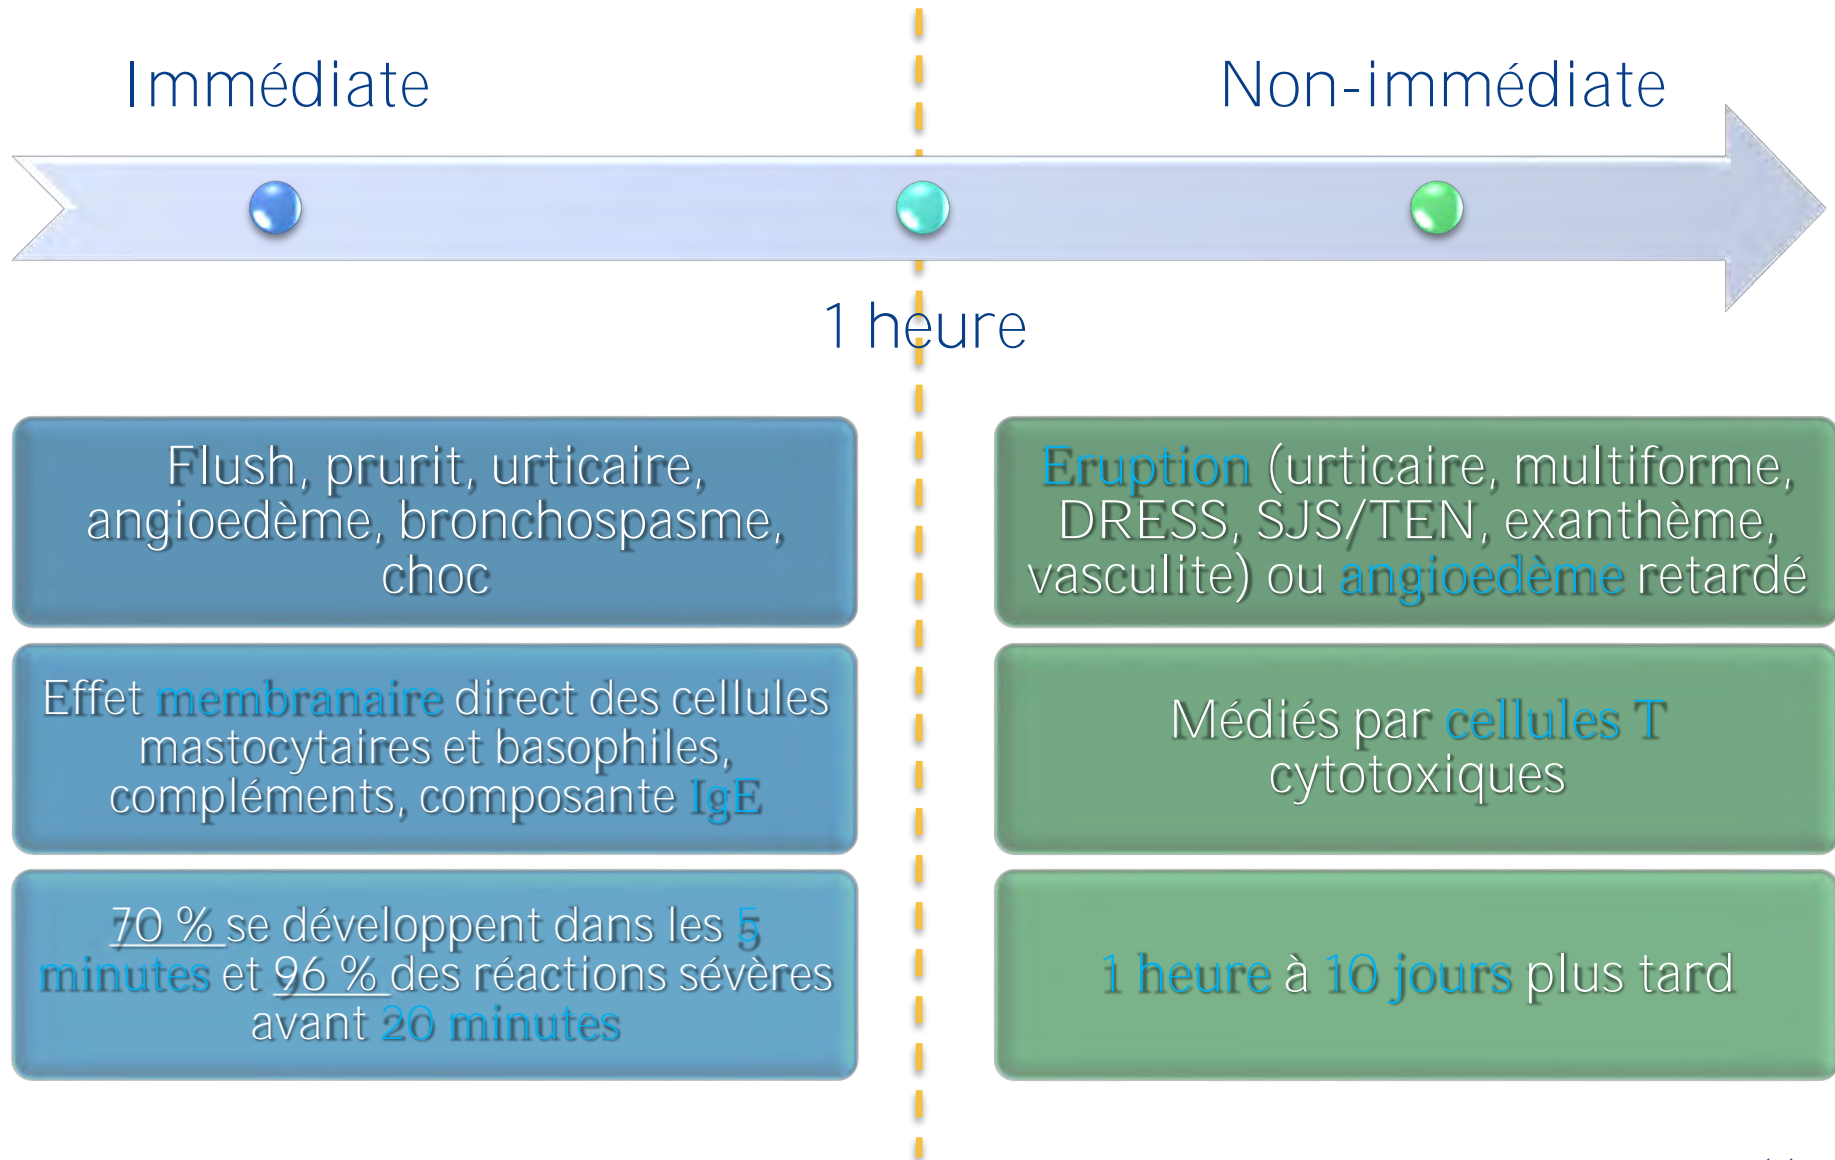 Immédiate
Non-immédiate
1 heure
Flush, prurit, urticaire,
angioedème, bronchospasme,
choc
Effet membranaire direct des cellules
mastocytaires et basophiles,
compléments, composante IgE
70 % se développent dans les 5
minutes et 96 % des réactions sévères
avant 20 minutes
Eruption (urticaire, multiforme,
DRESS, SJS/TEN, exanthème,
vasculite) ou angioedème retardé
Médiés par cellules T
cytotoxiques
1 heure à 10 jours plus tard